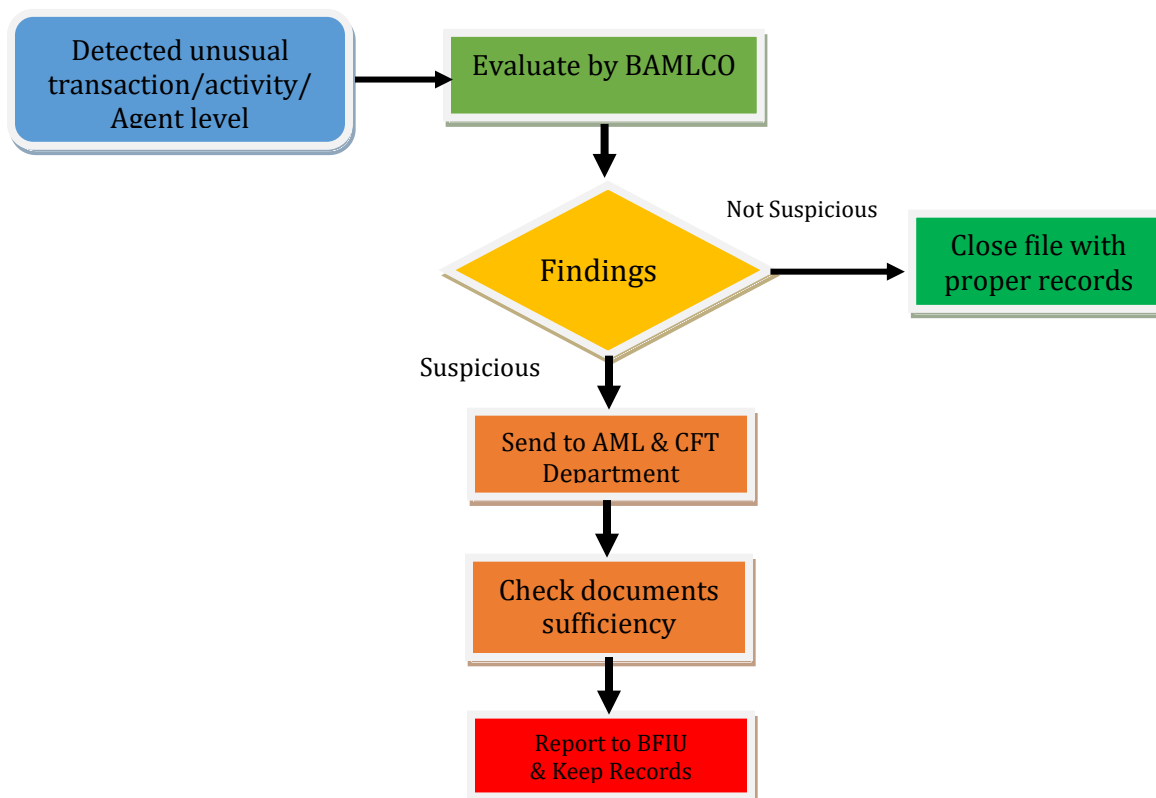 Detected unusual
transaction/activity/
Agent level
Evaluate by BAMLCO
Findings
Not Suspicious
Close file with
proper records
Suspicious
Send to AML & CFT
Department
Check documents
sufficiency
Report to BFIU
& Keep Records